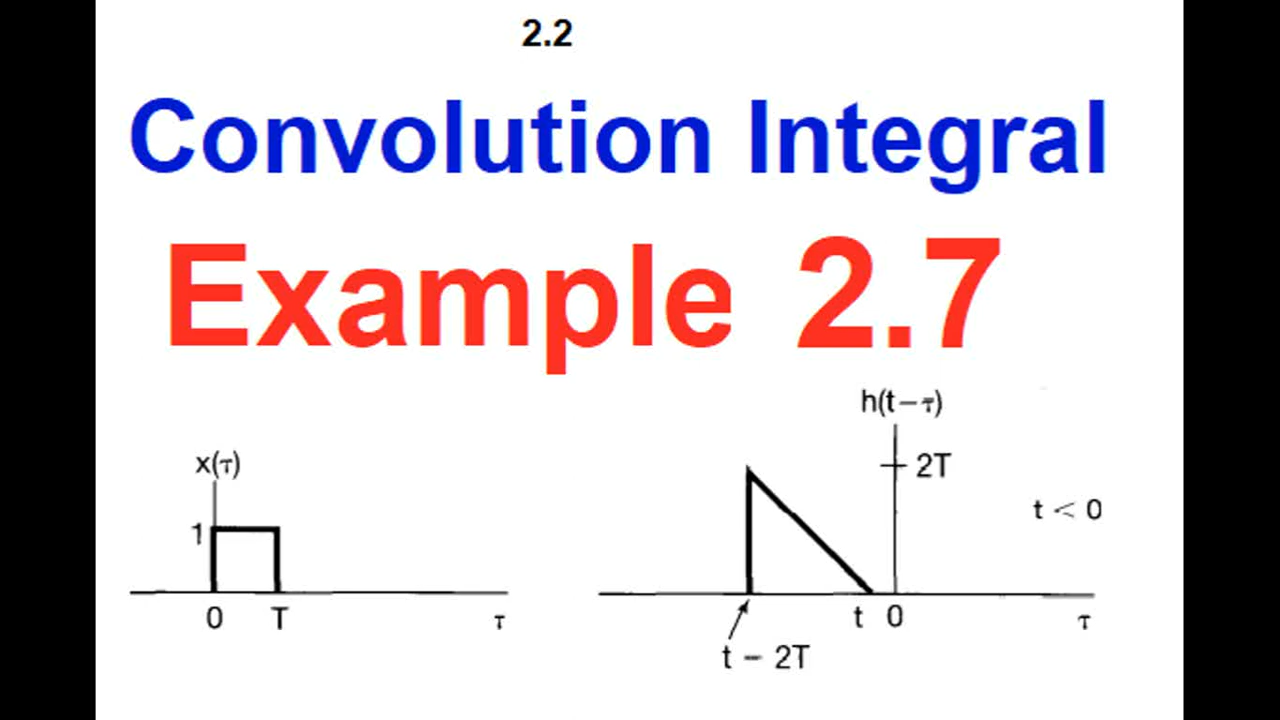 2.2
Convolution Integral
Example 2.7
h(t−τ)
x(τ)
2T
1
t < 0
0 T τ
t 0 τ
t − 2T